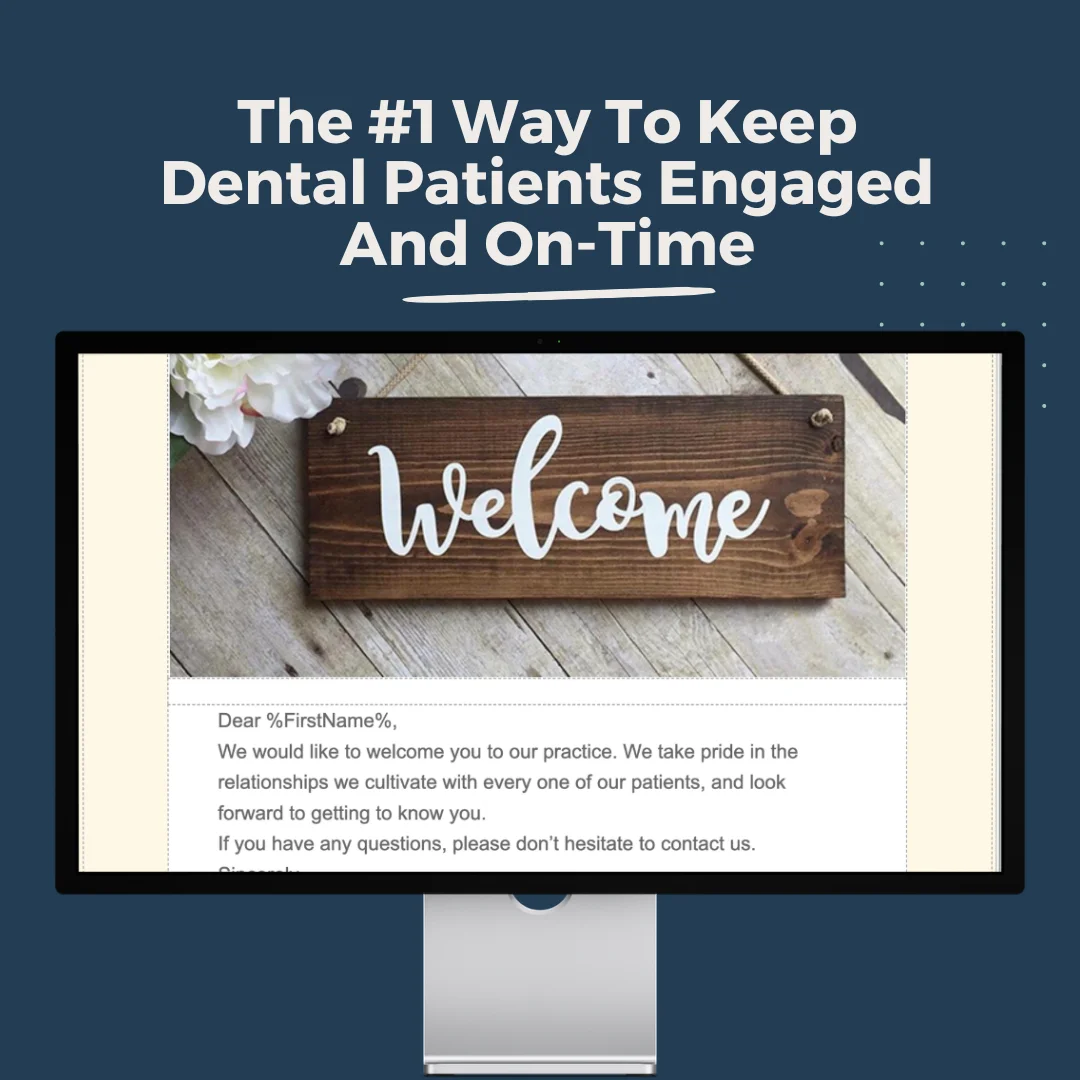 The #1 Way To Keep
Dental Patients Engaged
And On-Time
Welcome
Dear %FirstName%,
We would like to welcome you to our practice. We take pride in the
relationships we cultivate with every one of our patients, and look
forward to getting to know you.
If you have any questions, please don’t hesitate to contact us.
Sincerely